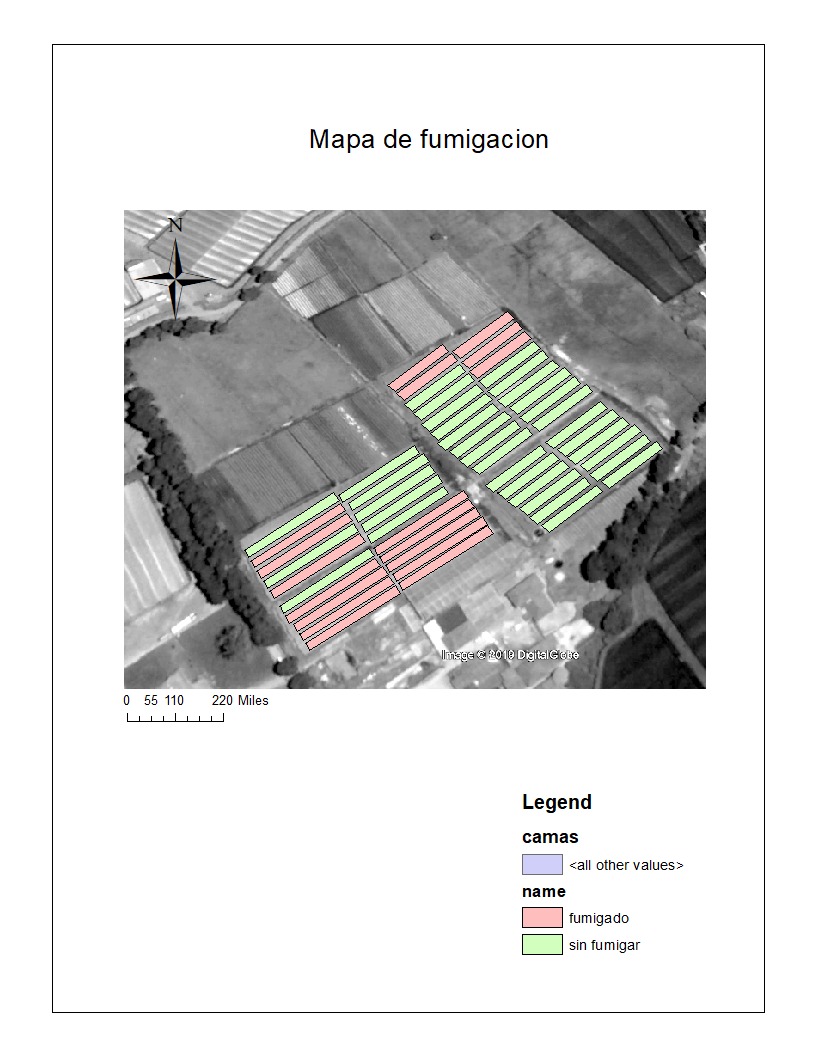 Mapa de fumigacion
N
Image © 2019 DigitalGlobe
0 55 110 220 Miles
Legend
camas
<all other values>
name
fumigado
sin fumigar